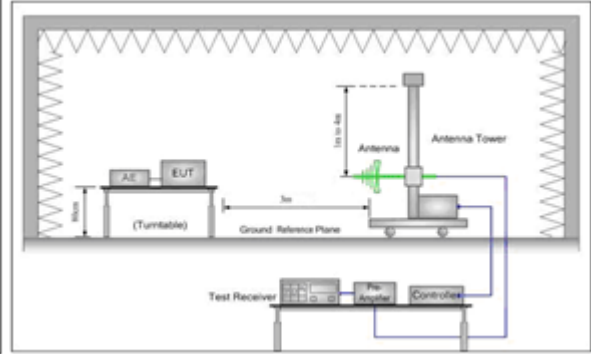 1m to 4m
Antenna
Antenna Tower
AE
EUT
80cm
(Turntable)
3m
Ground Reference Plane
Test Receiver
Pre-
Amplifier
Controller